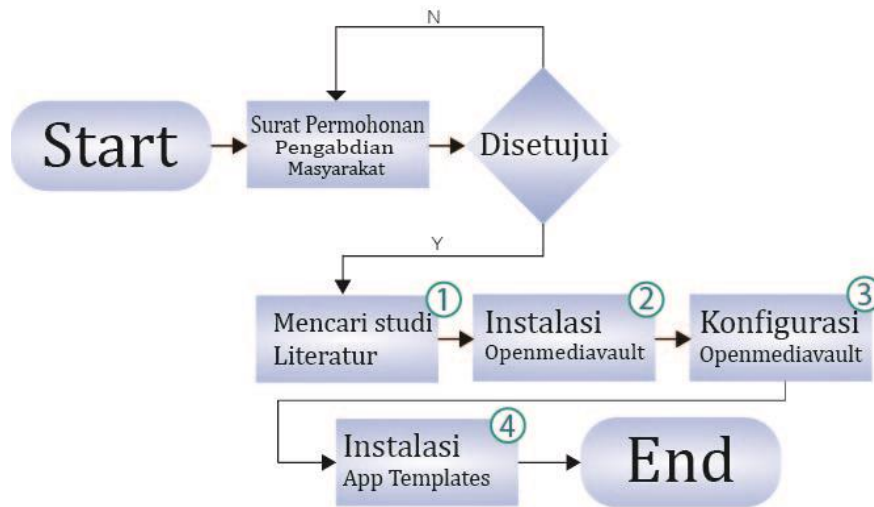 N
Start
Surat Permohonan
Pengabdian
Masyarakat
Disetujui
Y
Mencari studi
Literatur
1
Instalasi
Openmediavault
2
Konfigurasi
Openmediavault
3
Instalasi
App Templates
4
End